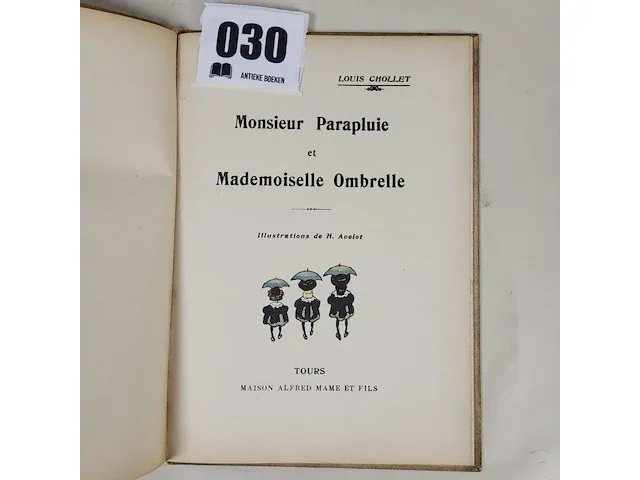 030
ANTIEKE BOEKEN
LOUIS CHOLLET
Monsieur Parapluie
et
Mademoiselle Ombrelle
Illustrations de H. Avelot
TOURS
MAISON ALFRED MAME ET FILS